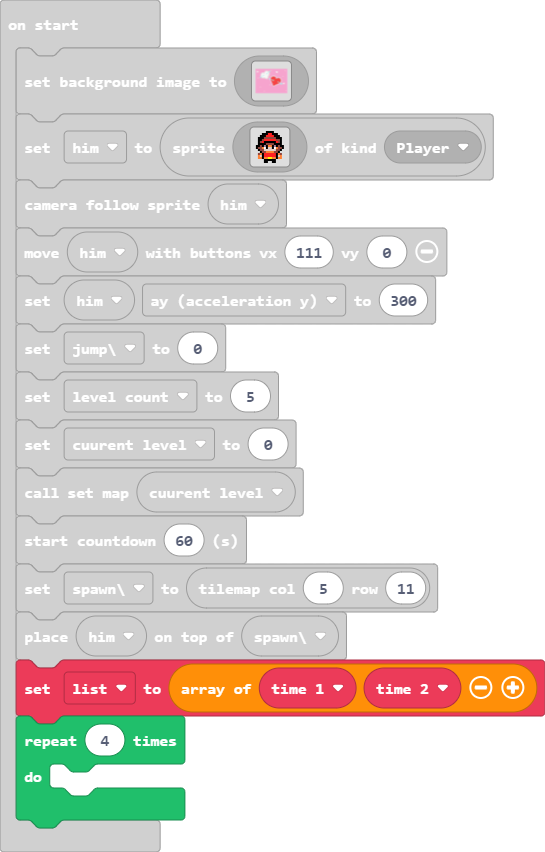 on start
set background image to
set him to sprite of kind Player
camera follow sprite him
move him with buttons vx 111 vy 0
set him ay (acceleration y) to 300
set jump\ to 0
set level count to 5
set cuurent level to 0
call set map cuurent level
start countdown 60 (s)
set spawn\ to tilemap col 5 row 11
place him on top of spawn\
set list to array of time 1 time 2
repeat 4 times
do